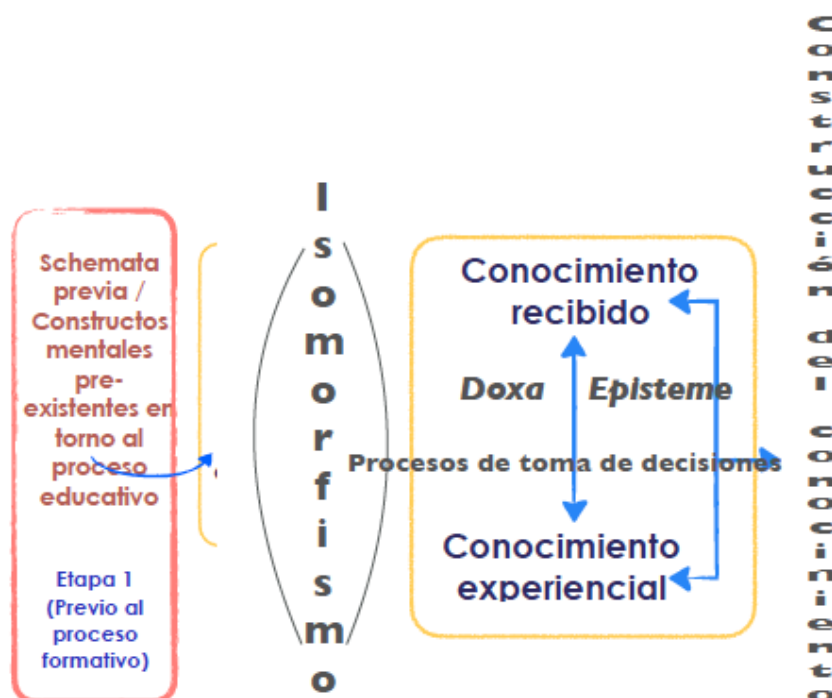 Schemata
previa /
Constructos
mentales
pre-
existentes en
torno al
proceso
educativo
Etapa 1
(Previo al
proceso
formativo)
Isomorfismo
Conocimiento
recibido
Doxa Episteme
Procesos de toma de decisiones
Conocimiento
experiencial
Construcción del conocimiento